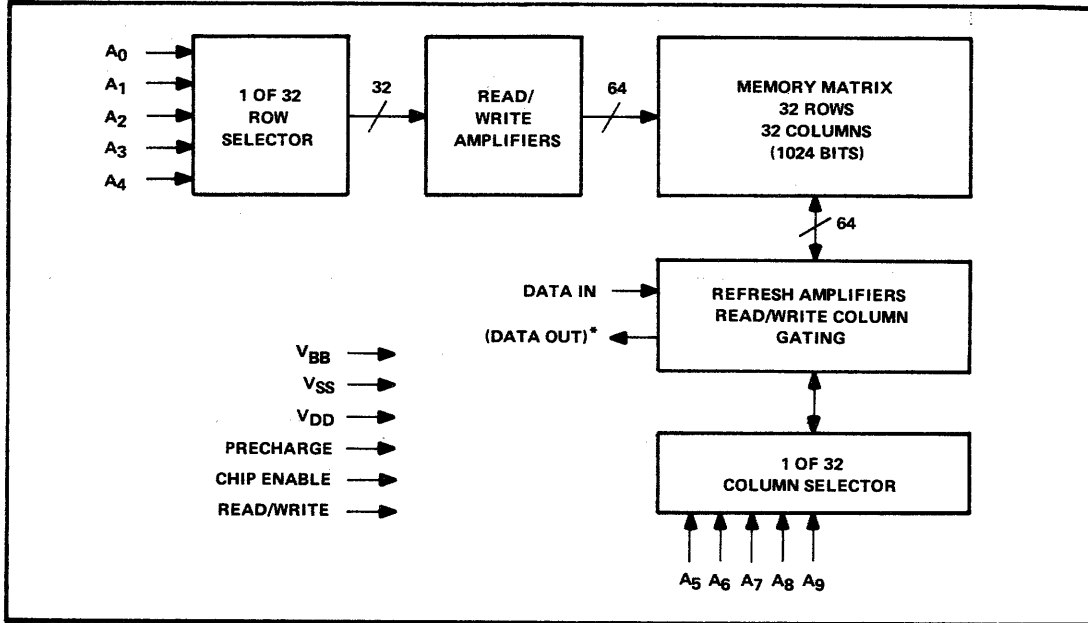 A0
A1
A2
A3
A4
1 OF 32
ROW
SELECTOR
32
READ/
WRITE
AMPLIFIERS
64
MEMORY MATRIX
32 ROWS
32 COLUMNS
(1024 BITS)
64
DATA IN
(DATA OUT)*
REFRESH AMPLIFIERS
READ/WRITE COLUMN
GATING
VBB
VSS
VDD
PRECHARGE
CHIP ENABLE
READ/WRITE
1 OF 32
COLUMN SELECTOR
A5 A6 A7 A8 A9